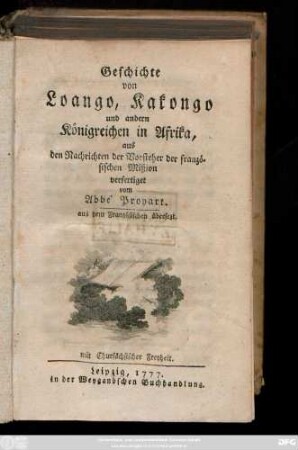 Geschichte
von
Loango, Kakongo
und andern
Königreichen in Afrika,
aus
den Nachrichten der Vorsteher der franzö-
sischen Mißion
verfertiget
vom
Abbe' Proyart.
aus dem Französischen übersetzt.
mit Churfürstlicher Freyheit.
Leipzig, 1777.
in der Weygandschen Buchhandlung.